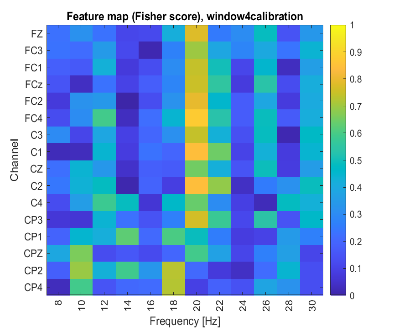 Feature map (Fisher score), window4calibration
Channel
FZ
FC3
FC1
FCz
FC2
FC4
C3
C1
CZ
C2
C4
CP3
CP1
CPZ
CP2
CP4
8 10 12 14 16 18 20 22 24 26 28 30
Frequency [Hz]
1
0.9
0.8
0.7
0.6
0.5
0.4
0.3
0.2
0.1
0